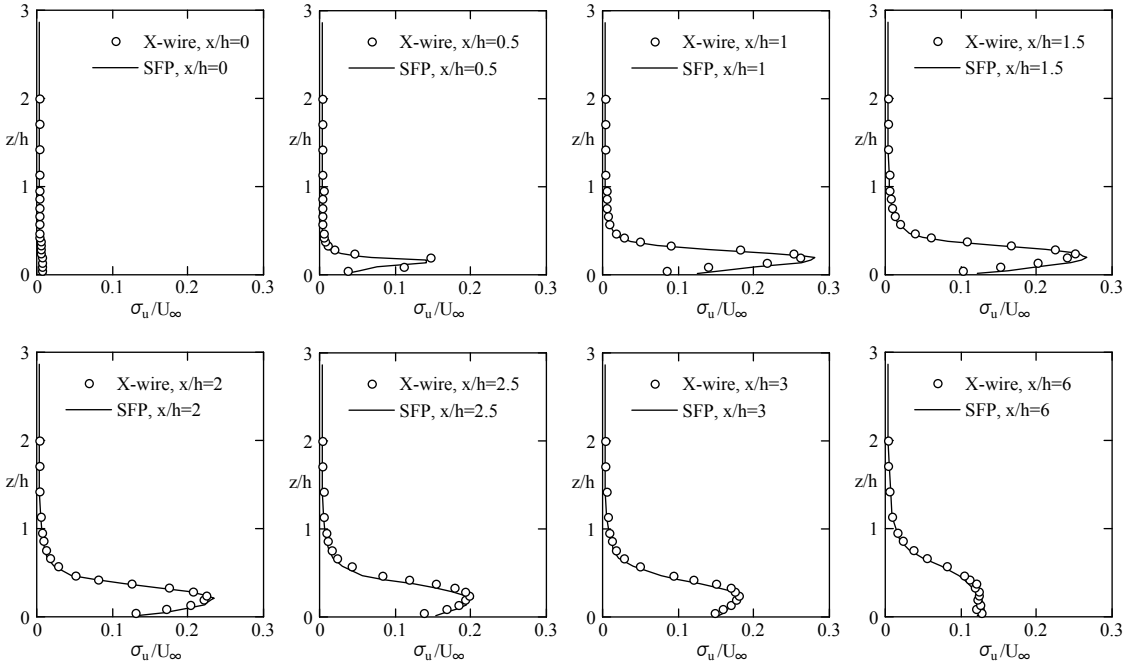 3
X-wire, x/h=0
SFP, x/h=0
2
z/h
1
0
0 0.1 0.2 0.3
σu/U∞
3
X-wire, x/h=0.5
SFP, x/h=0.5
2
z/h
1
0
0 0.1 0.2 0.3
σu/U∞
3
X-wire, x/h=1
SFP, x/h=1
2
z/h
1
0
0 0.1 0.2 0.3
σu/U∞
3
X-wire, x/h=1.5
SFP, x/h=1.5
2
z/h
1
0
0 0.1 0.2 0.3
σu/U∞
3
X-wire, x/h=2
SFP, x/h=2
2
z/h
1
0
0 0.1 0.2 0.3
σu/U∞
3
X-wire, x/h=2.5
SFP, x/h=2.5
2
z/h
1
0
0 0.1 0.2 0.3
σu/U∞
3
X-wire, x/h=3
SFP, x/h=3
2
z/h
1
0
0 0.1 0.2 0.3
σu/U∞
3
X-wire, x/h=6
SFP, x/h=6
2
z/h
1
0
0 0.1 0.2 0.3
σu/U∞